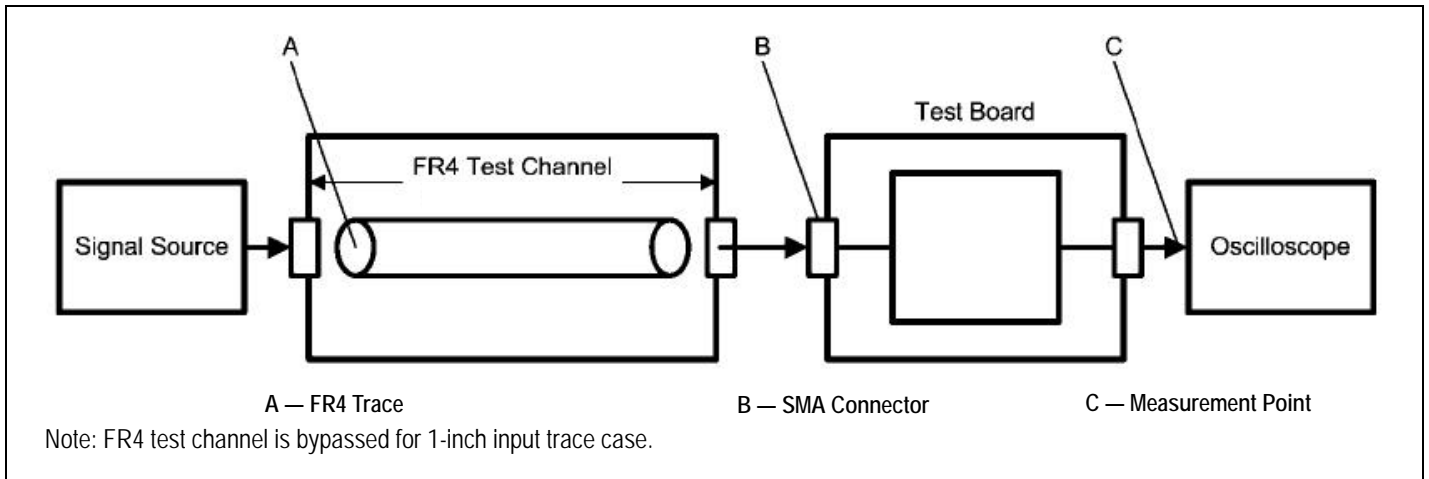 A
B
C
Test Board
FR4 Test Channel
Signal Source
Oscilloscope
A — FR4 Trace
B — SMA Connector
C — Measurement Point
Note: FR4 test channel is bypassed for 1-inch input trace case.